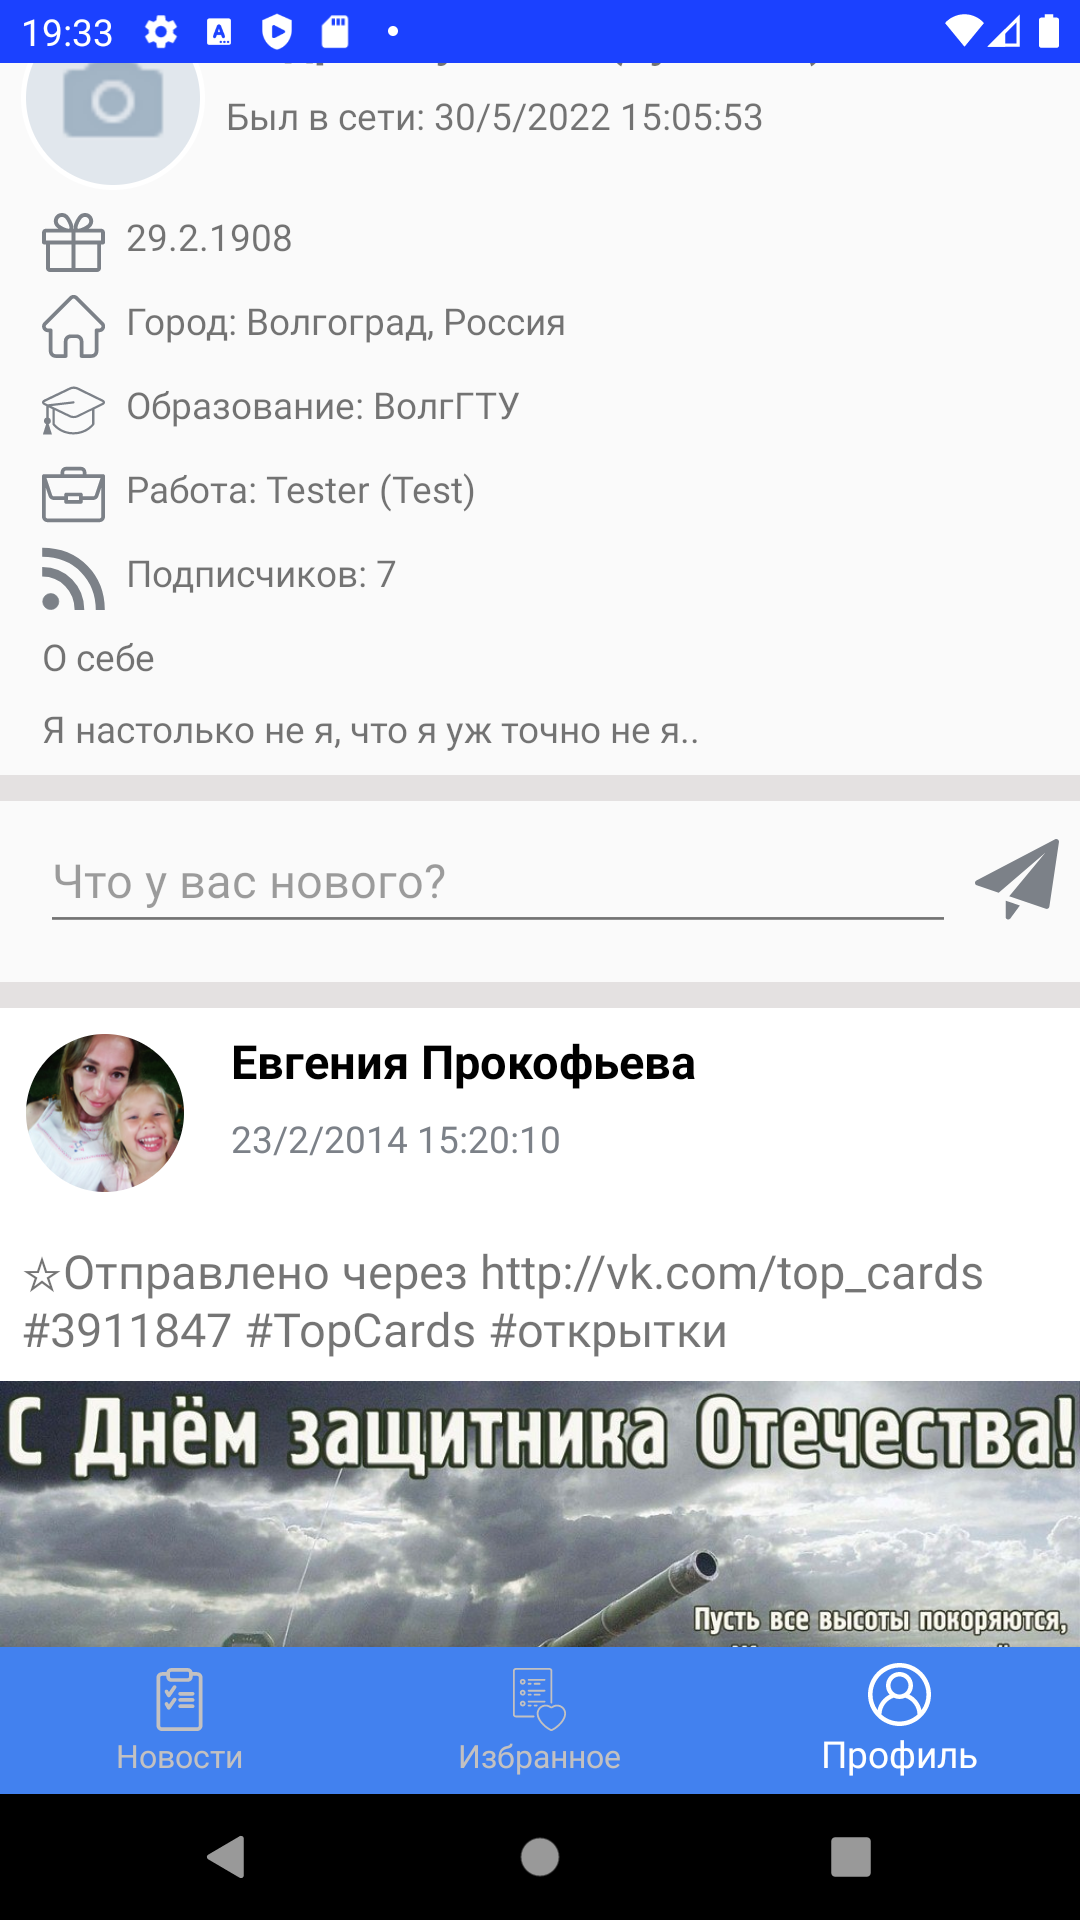 19:33
Был в сети: 30/5/2022 15:05:53
29.2.1908
Город: Волгоград, Россия
Образование: ВолгГТУ
Работа: Tester (Test)
Подписчиков: 7
О себе
Я настолько не я, что я уж точно не я..
Что у вас нового?
Евгения Прокофьева
23/2/2014 15:20:10
☆Отправлено через http://vk.com/top_cards
#3911847 #TopCards #открытки
С Днём защитника Отечества!
Пусть все высоты покоряются,
Новости
Избранное
Профиль